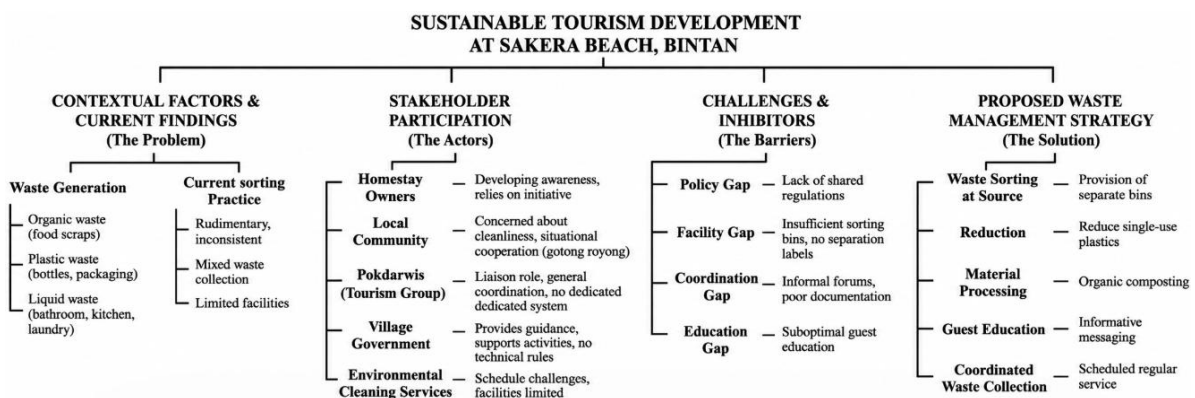 SUSTAINABLE TOURISM DEVELOPMENT
AT SAKERA BEACH, BINTAN
CONTEXTUAL FACTORS &
CURRENT FINDINGS
(The Problem)
Waste Generation
Organic waste
(food scraps)
Plastic waste
(bottles, packaging)
Liquid waste
(bathroom, kitchen,
laundry)
Current sorting
Practice
Rudimentary,
inconsistent
Mixed waste
collection
Limited facilities
STAKEHOLDER
PARTICIPATION
(The Actors)
Homestay
Owners
Developing awareness,
relies on initiative
Local
Community
Concerned about
cleanliness, situational
cooperation (gotong royong)
Pokdarwis
(Tourism Group)
Liaison role, general
coordination, no dedicated
dedicated system
Village
Government
Provides guidance,
supports activities, no
technical rules
Environmental
Cleaning Services
Schedule challenges,
facilities limited
CHALLENGES &
INHIBITORS
(The Barriers)
Policy Gap
Lack of shared
regulations
Facility Gap
Insufficient sorting
bins, no separation
labels
Coordination
Gap
Informal forums,
poor documentation
Education
Gap
Suboptimal guest
education
PROPOSED WASTE
MANAGEMENT STRATEGY
(The Solution)
Waste Sorting
at Source
Provision of
separate bins
Reduction
Reduce single-use
plastics
Material
Processing
Organic composting
Guest Education
Informative
messaging
Coordinated
Waste Collection
Scheduled regular
service